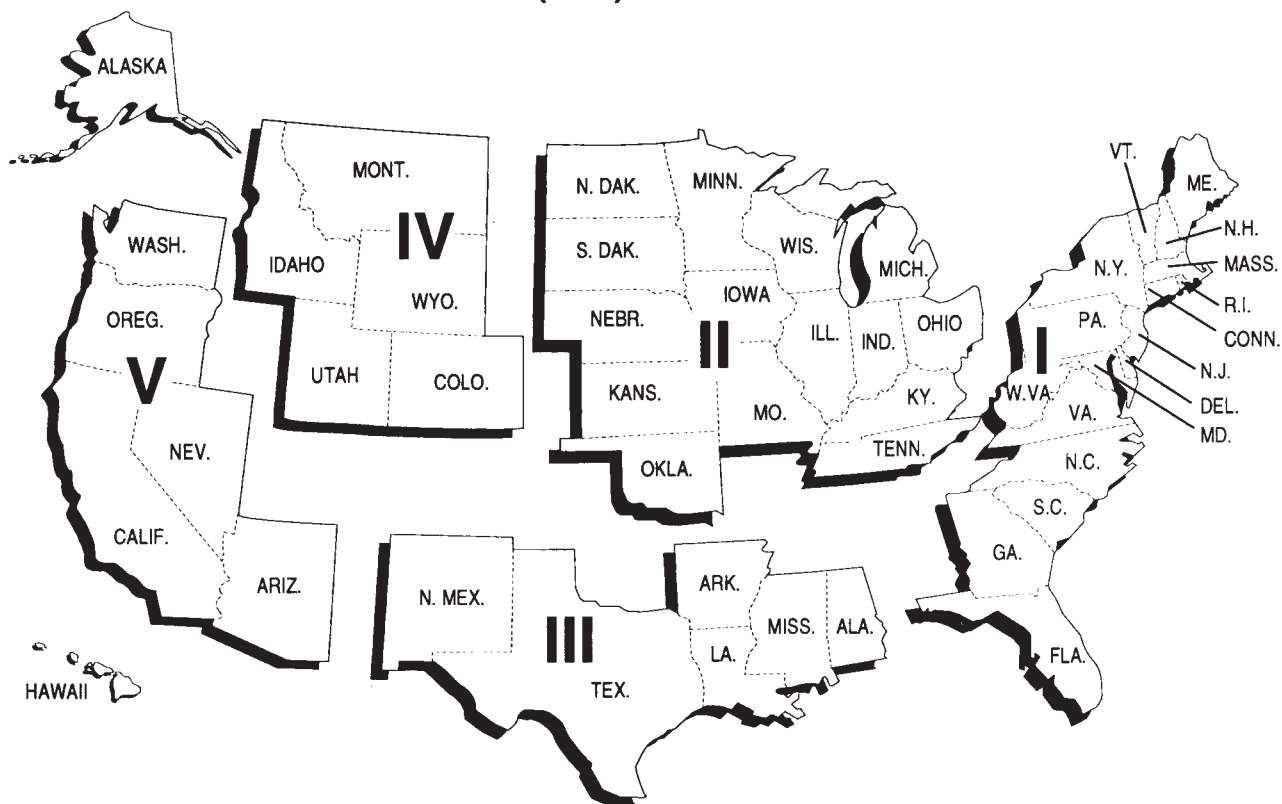 ALASKA
MONT.
IV
IDAHO
WYO.
UTAH
COLO.
WASH.
OREG.
V
NEV.
CALIF.
ARIZ.
HAWAII
N. DAK.
MINN.
S. DAK.
WIS.
MICH.
IOWA
NEBR.
II
ILL.
IND.
OHIO
KANS.
MO.
KY.
OKLA.
TENN.
N. MEX.
III
TEX.
ARK.
LA.
MISS.
ALA.
VT.
ME.
N.H.
N.Y.
MASS.
R.I.
PA.
CONN.
I
N.J.
W.VA.
DEL.
VA.
MD.
N.C.
S.C.
GA.
FLA.